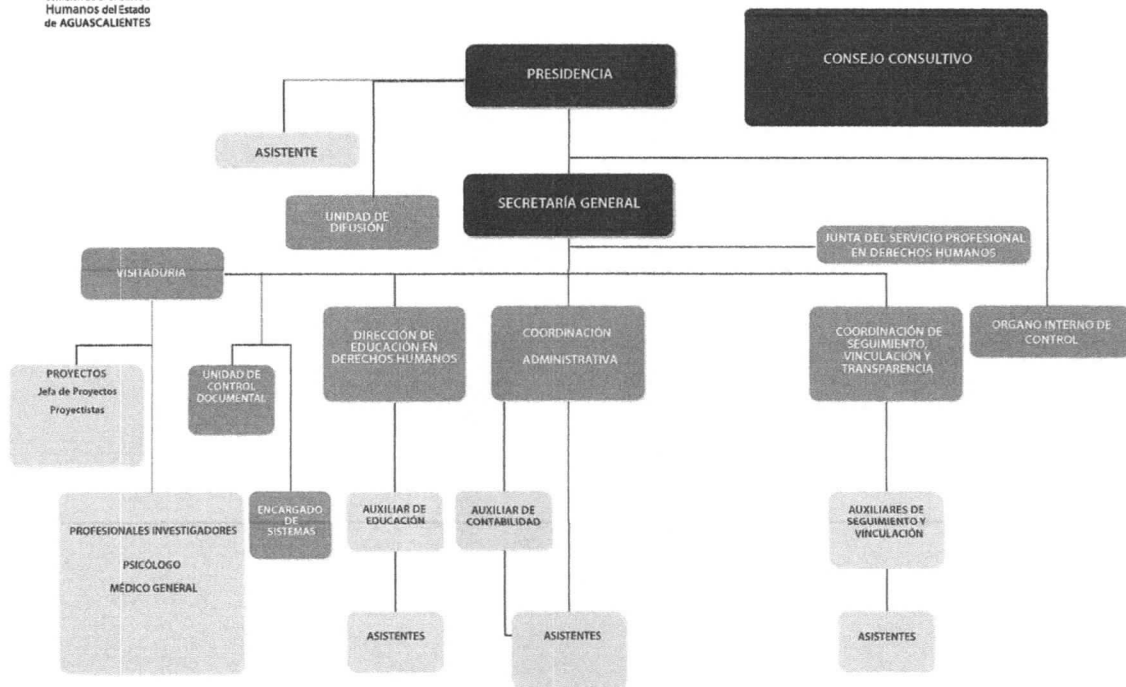 Humanos del Estado
de AGUASCALIENTES
PRESIDENCIA
CONSEJO CONSULTIVO
ASISTENTE
UNIDAD DE
DIFUSIÓN
SECRETARÍA GENERAL
JUNTA DEL SERVICIO PROFESIONAL
EN DERECHOS HUMANOS
VISITADURIA
DIRECCIÓN DE
EDUCACIÓN EN
DERECHOS HUMANOS
COORDINACIÓN
ADMINISTRATIVA
COORDINACIÓN DE
SEGUIMIENTO,
VINCULACIÓN Y
TRANSPARENCIA
ORGANO INTERNO DE
CONTROL
PROYECTOS
Jefa de Proyectos
Proyectistas
UNIDAD DE
CONTROL
DOCUMENTAL
PROFESIONALES INVESTIGADORES
PSICÓLOGO
MÉDICO GENERAL
ENCARGADO
DE
SISTEMAS
AUXILIAR DE
EDUCACIÓN
AUXILIAR DE
CONTABILIDAD
AUXILIARES DE
SEGUIMIENTO Y
VINCULACIÓN
ASISTENTES
ASISTENTES
ASISTENTES